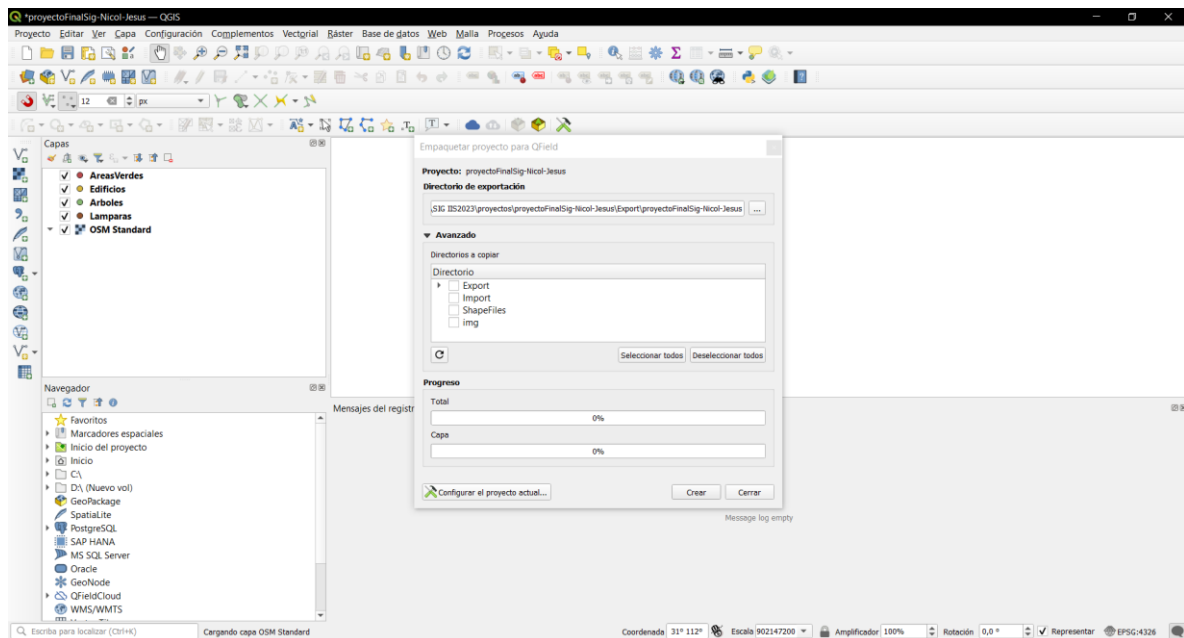 *proyectoFinalSig-Nicol-Jesus — QGIS
Proyecto Editar Ver Capa Configuración Complementos Vectorial Ráster Base de datos Web Malla Procesos Ayuda
12 px
Capas
AreasVerdes
Edificios
Arboles
Lamparas
OSM Standard
Empaquetar proyecto para QField
Proyecto: proyectoFinalSig-Nicol-Jesus
Directorio de exportación
SIG IIS2023\proyectos\proyectoFinalSig-Nicol-Jesus\Export\proyectoFinalSig-Nicol-Jesus ...
Avanzado
Directorios a copiar
Directorio
Export
Import
ShapeFiles
img
Seleccionar todos Deseleccionar todos
Progreso
Total
0%
Capa
0%
Configurar el proyecto actual... Crear Cerrar
Navegador
Favoritos
Marcadores espaciales
Inicio del proyecto
Inicio
C:\
D:\ (Nuevo vol)
GeoPackage
SpatiaLite
PostgreSQL
SAP HANA
MS SQL Server
Oracle
GeoNode
QFieldCloud
WMS/WMTS
Mensajes del registr
Message log empty
Escriba para localizar (Ctrl+K) Cargando capa OSM Standard Coordenada 31° 112° Escala 902147200 Amplificador 100% Rotación 0,0 ° Representar EPSG:4326